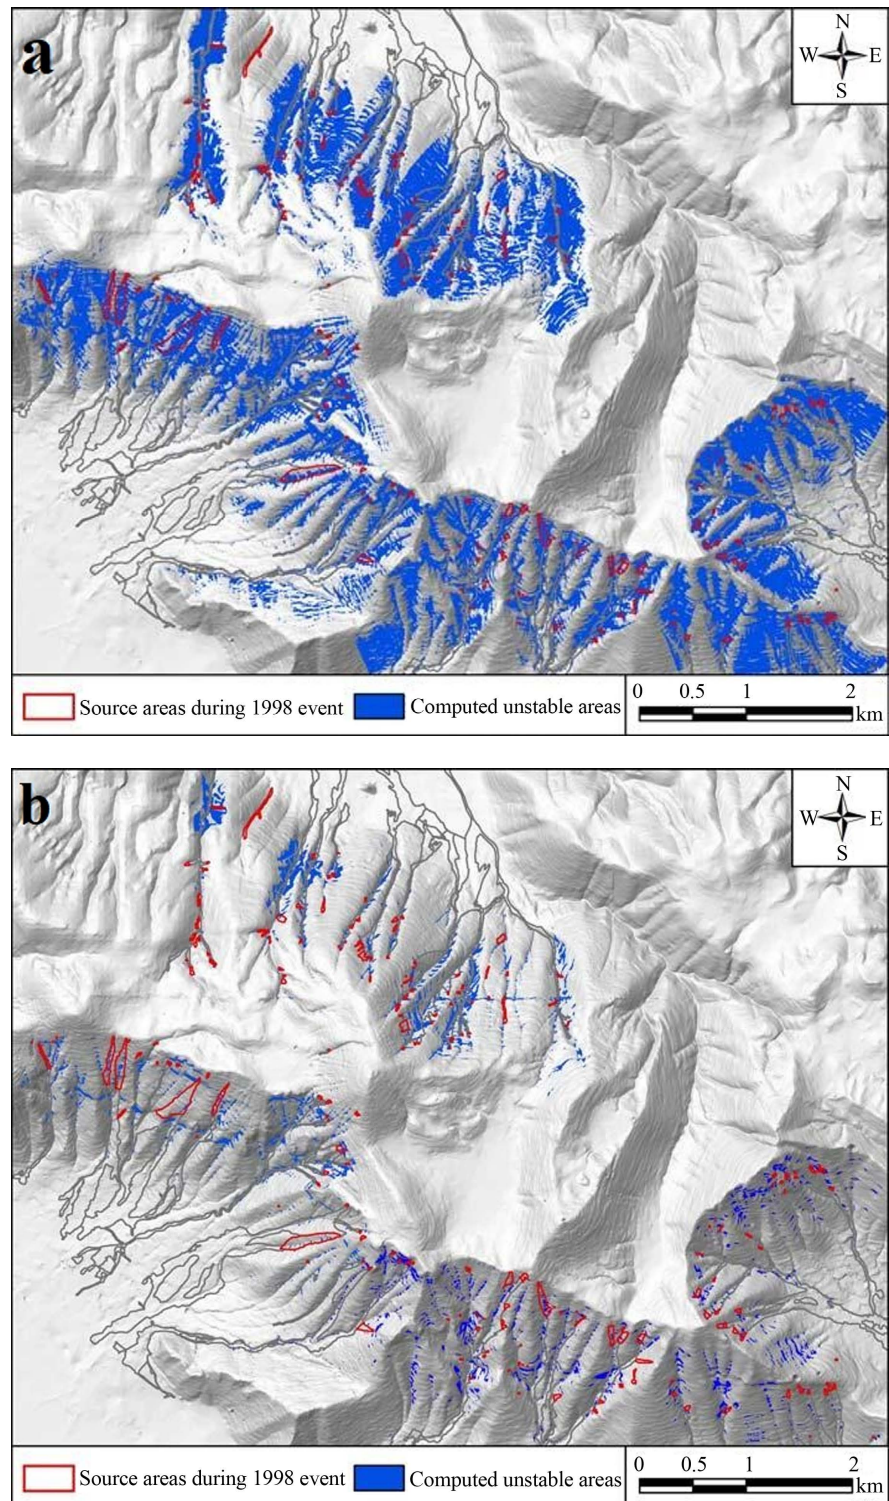 a
N
W E
S
Source areas during 1998 event Computed unstable areas
0 0.5 1 2
km
b
N
W E
S
Source areas during 1998 event Computed unstable areas
0 0.5 1 2
km